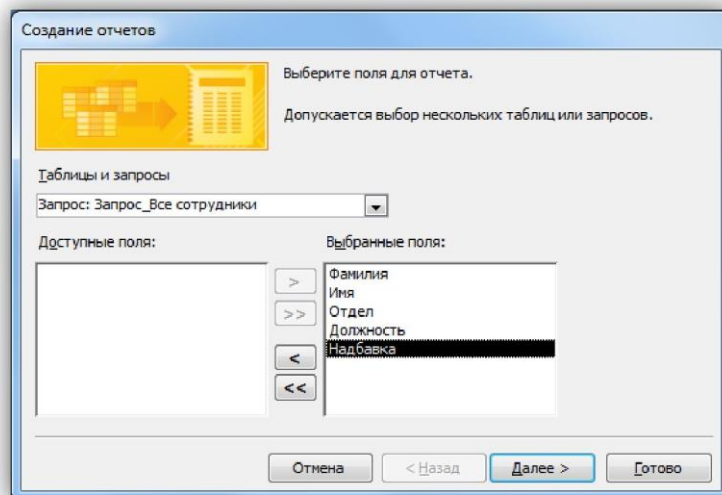 Создание отчетов
Выберите поля для отчета.
Допускается выбор нескольких таблиц или запросов.
Таблицы и запросы
Запрос: Запрос_Все сотрудники
Доступные поля:
Выбранные поля:
>
>>
<
<<
Фамилия
Имя
Отдел
Должность
Надбавка
Отмена
< Назад
Далее >
Готово